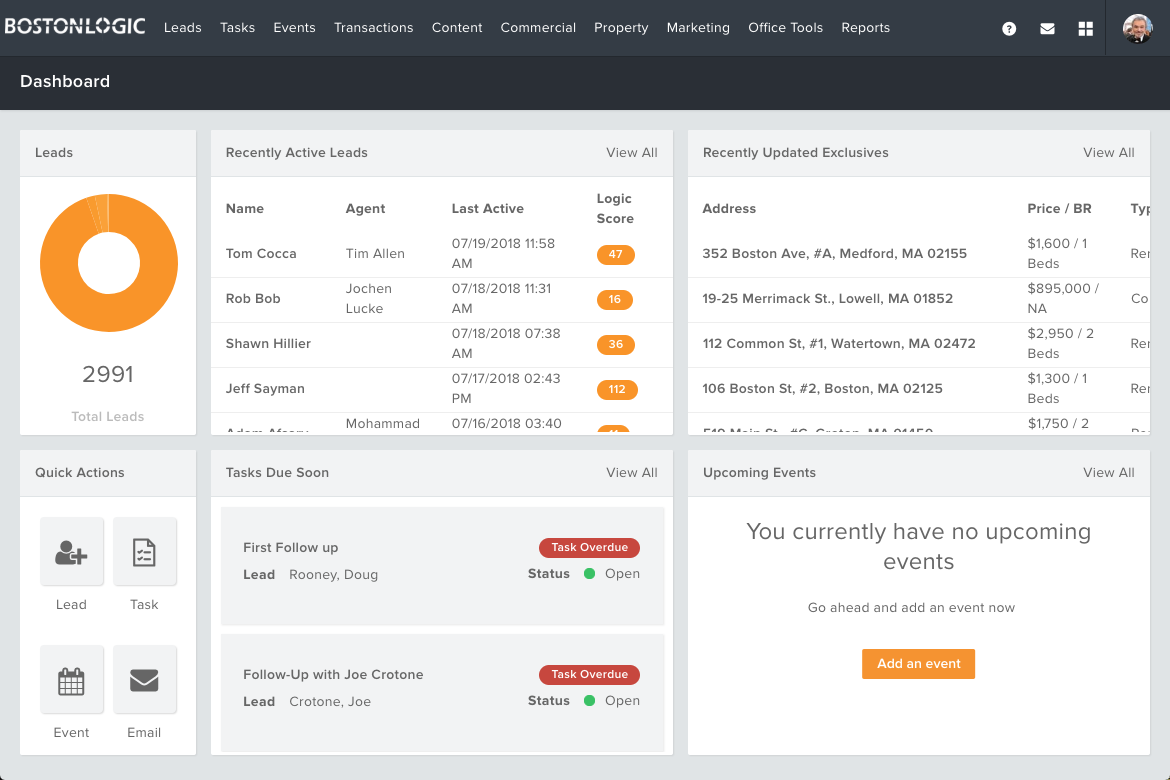 BOSTONLOGIC Leads Tasks Events Transactions Content Commercial Property Marketing Office Tools Reports ?
Dashboard
Leads
2991
Total Leads
Recently Active Leads View All
Name Agent Last Active Logic
Score
Tom Cocca Tim Allen 07/19/2018 11:58
AM 47
Rob Bob Jochen
Lucke 07/18/2018 11:31
AM 16
Shawn Hillier 07/18/2018 07:38
AM 36
Jeff Sayman 07/17/2018 02:43
PM 112
Mohammad 07/16/2018 03:40
Recently Updated Exclusives View All
Address Price / BR Typ
352 Boston Ave, #A, Medford, MA 02155 $1,600 / 1
Beds Ren
19-25 Merrimack St., Lowell, MA 01852 $895,000 /
NA Co
112 Common St, #1, Watertown, MA 02472 $2,950 / 2
Beds Ren
106 Boston St, #2, Boston, MA 02125 $1,300 / 1
Beds Ren
$1,750 / 2
Quick Actions
Lead Task
Event Email
Tasks Due Soon View All
First Follow up Task Overdue
Lead Rooney, Doug Status Open
Follow-Up with Joe Crotone Task Overdue
Lead Crotone, Joe Status Open
Upcoming Events View All
You currently have no upcoming
events
Go ahead and add an event now
Add an event